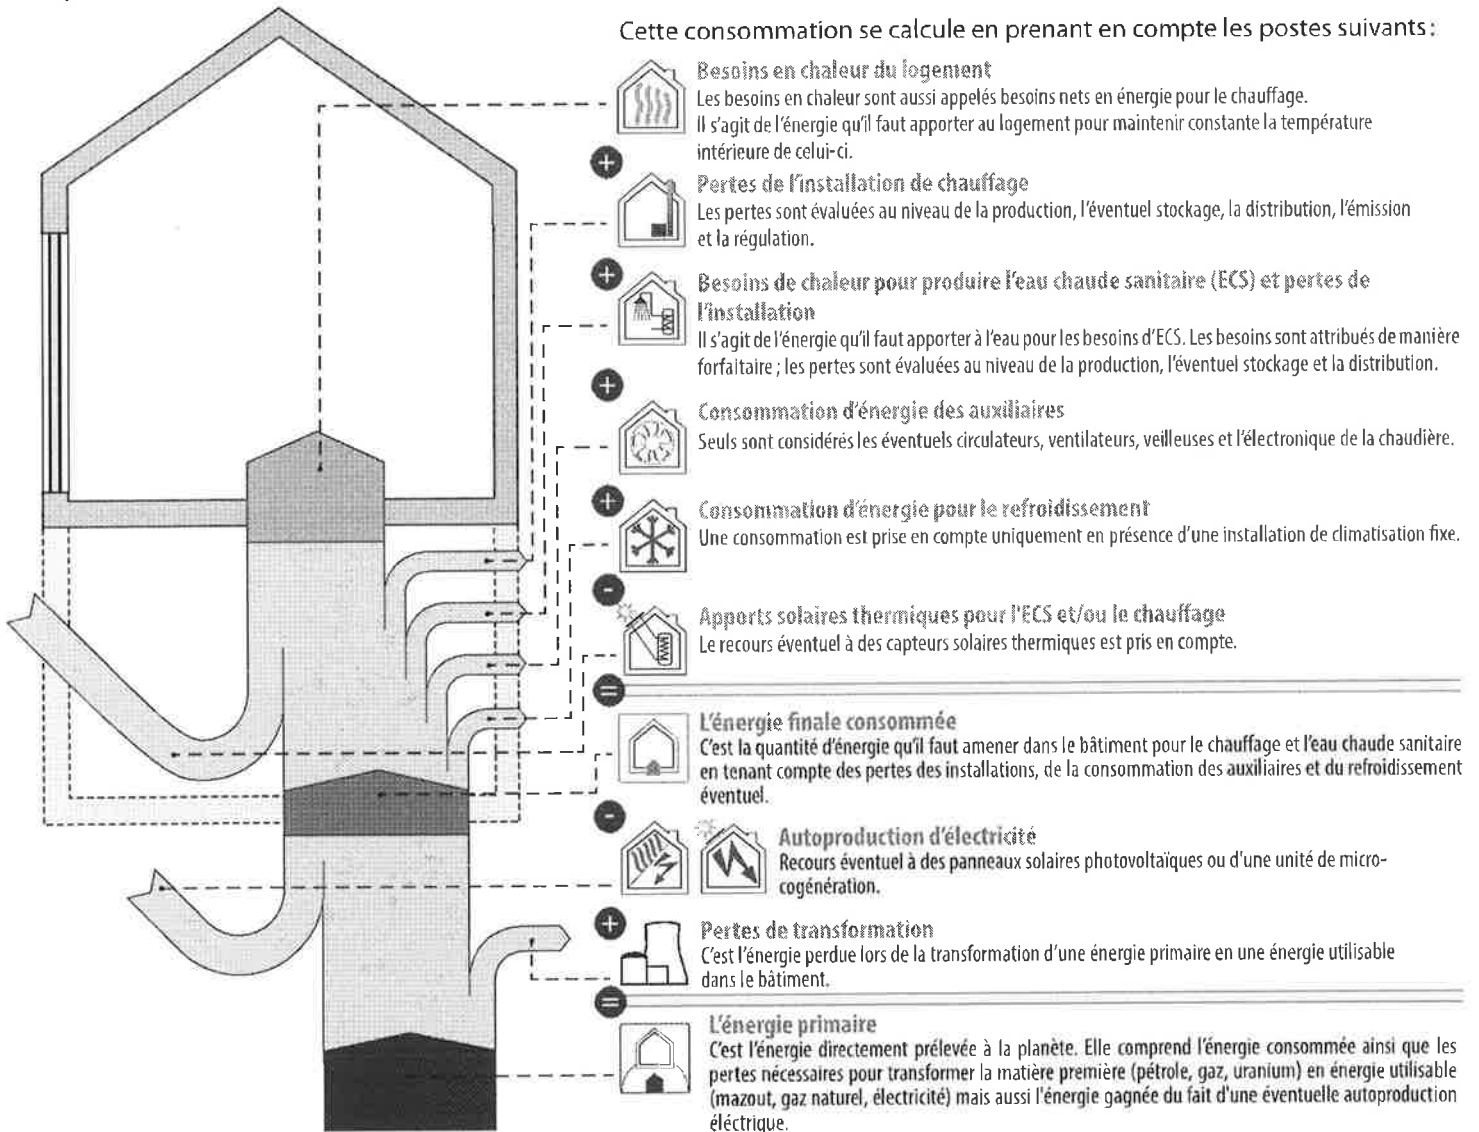 Cette consommation se calcule en prenant en compte les postes suivants :
Besoins en chaleur du logement
Les besoins en chaleur sont aussi appelés besoins nets en énergie pour le chauffage.
Il s'agit de l'énergie qu'il faut apporter au logement pour maintenir constante la température
intérieure de celui-ci.
+
Pertes de l'installation de chauffage
Les pertes sont évaluées au niveau de la production, l'éventuel stockage, la distribution, l'émission
et la régulation.
+
Besoins de chaleur pour produire l'eau chaude sanitaire (ECS) et pertes de
l'installation
Il s'agit de l'énergie qu'il faut apporter à l'eau pour les besoins d'ECS. Les besoins sont attribués de manière
forfaitaire ; les pertes sont évaluées au niveau de la production, l'éventuel stockage et la distribution.
+
Consommation d'énergie des auxiliaires
Seuls sont considérés les éventuels circulateurs, ventilateurs, veilleuses et l'électronique de la chaudière.
+
Consommation d'énergie pour le refroidissement
Une consommation est prise en compte uniquement en présence d'une installation de climatisation fixe.
-
Apports solaires thermiques pour l'ECS et/ou le chauffage
Le recours éventuel à des capteurs solaires thermiques est pris en compte.
=
L'énergie finale consommée
C'est la quantité d'énergie qu'il faut amener dans le bâtiment pour le chauffage et l'eau chaude sanitaire
en tenant compte des pertes des installations, de la consommation des auxiliaires et du refroidissement
éventuel.
-
Autoproduction d'électricité
Recours éventuel à des panneaux solaires photovoltaïques ou d'une unité de micro-
cogénération.
+
Pertes de transformation
C'est l'énergie perdue lors de la transformation d'une énergie primaire en une énergie utilisable
dans le bâtiment.
=
L'énergie primaire
C'est l'énergie directement prélevée à la planète. Elle comprend l'énergie consommée ainsi que les
pertes nécessaires pour transformer la matière première (pétrole, gaz, uranium) en énergie utilisable
(mazout, gaz naturel, électricité) mais aussi l'énergie gagnée du fait d'une éventuelle autoproduction
éléctrique.